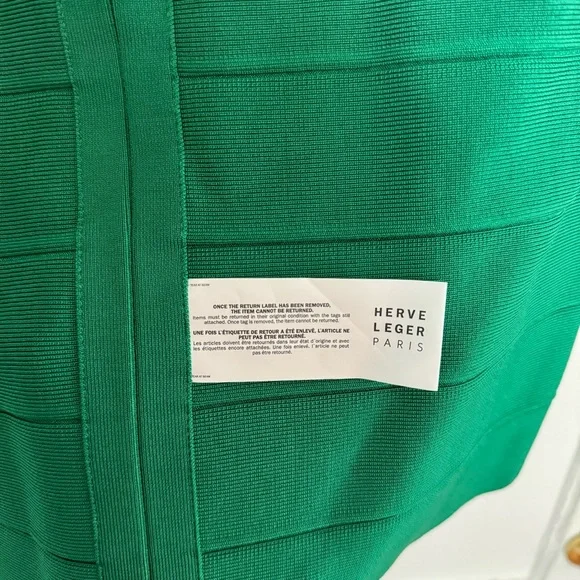 ONCE THE RETURN LABEL HAS BEEN REMOVED,
THE ITEM CANNOT BE RETURNED.
Items must be returned in their original condition with the tags still
attached. Once tag is removed, the item cannot be returned.
UNE FOIS L'ÉTIQUETTE DE RETOUR A ÉTÉ ENLEVÉ, L'ARTICLE NE
PEUT PAS ÊTRE RETOURNÉ.
Les articles doivent être retournés dans leur état d'origine et avec
les étiquettes encore attachées. Une fois enlevé, l'article ne peut
pas être retourné.
HERVE
LEGER
PARIS